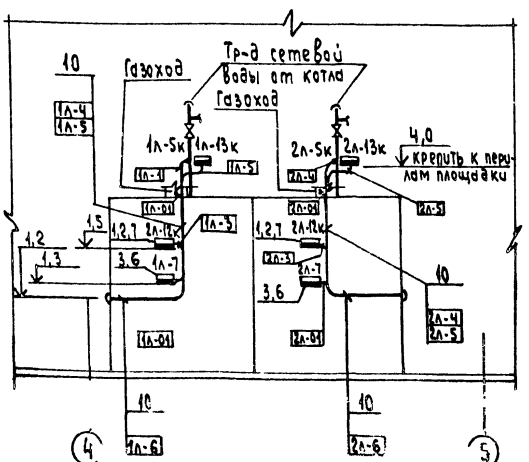 Тр-д сетевой
воды от котла
10
Газоход
Газоход
1л-4
1л-5
1л-5к
1л-13к
2л-5к
2л-13к
4,0
крепить к пери-
лам площадки
1л-1
1л-5
2л-4
2л-5
1л-01
2л-01
1,5
1,2,7
2л-12к
1л-3
1,2,7
2л-12к
1,2
1,3
3,6
1л-7
2л-3
2л-7
3,6
10
2л-4
2л-5
1л-01
2л-01
10
1л-6
10
2л-6
4
5